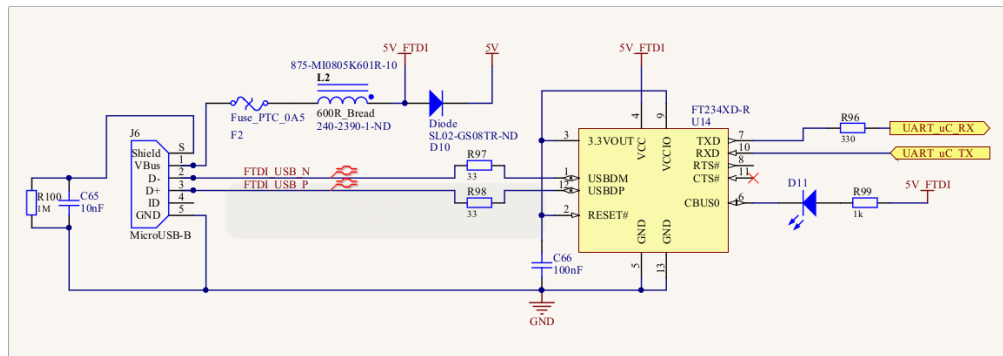 5V_FTDI
5V
5V_FTDI
875-MI0805K601R-10
L2
600R_Bread
240-2390-1-ND
Fuse_PTC_0A5
F2
Diode
SL02-GS08TR-ND
D10
J6
Shield
VBus
D-
D+
ID
GND
S
1
2
3
4
5
MicroUSB-B
R100
1M
C65
10nF
FTDI_USB_N
FTDI_USB_P
R97
33
R98
33
FT234XD-R
U14
4
9
VCC
VCCIO
3
3.3VOUT
1
USBDM
12
USBDP
2
RESET#
TXD
7
RXD
10
RTS#
8
CTS#
11
CBUS0
6
GND
GND
5
13
C66
100nF
GND
R96
330
UART_uC_RX
UART_uC_TX
D11
R99
1k
5V_FTDI